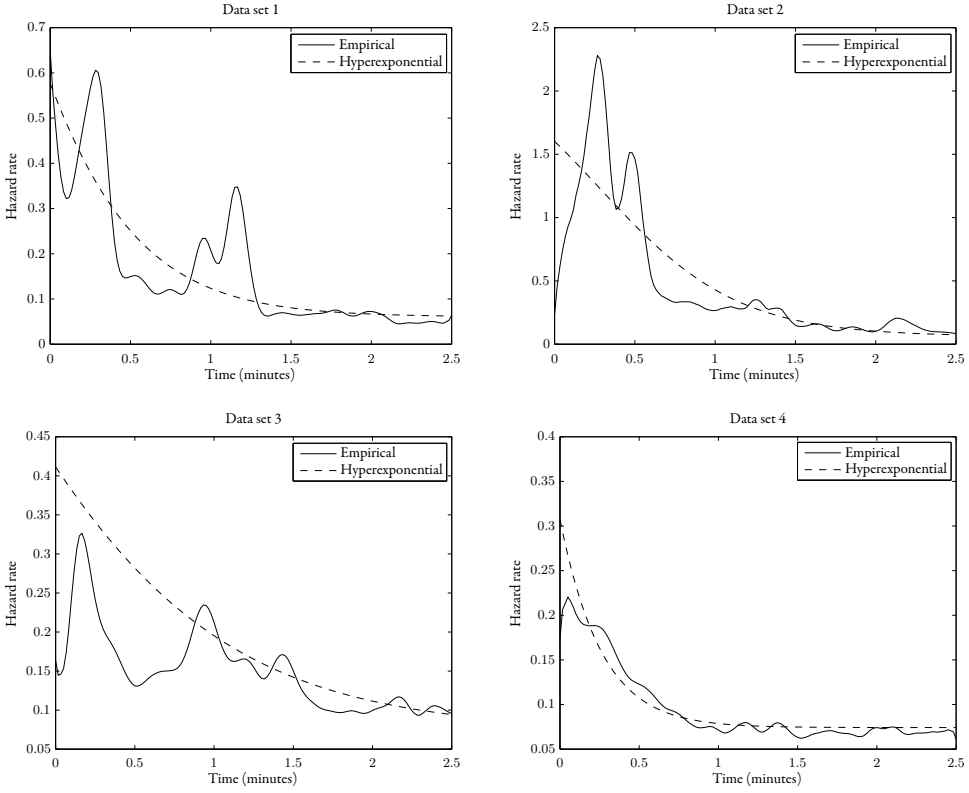 Data set 1
0.7
0.6
0.5
0.4
0.3
0.2
0.1
0
Hazard rate
Empirical
Hyperexponential
0 0.5 1 1.5 2 2.5
Time (minutes)
Data set 2
2.5
2
1.5
1
0.5
0
Hazard rate
Empirical
Hyperexponential
0 0.5 1 1.5 2 2.5
Time (minutes)
Data set 3
0.45
0.4
0.35
0.3
0.25
0.2
0.15
0.1
0.05
Hazard rate
Empirical
Hyperexponential
0 0.5 1 1.5 2 2.5
Time (minutes)
Data set 4
0.4
0.35
0.3
0.25
0.2
0.15
0.1
0.05
Hazard rate
Empirical
Hyperexponential
0 0.5 1 1.5 2 2.5
Time (minutes)